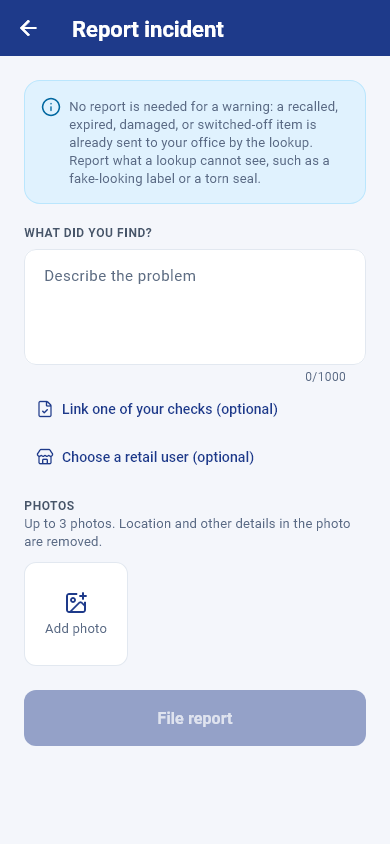 Report incident
No report is needed for a warning: a recalled,
expired, damaged, or switched-off item is
already sent to your office by the lookup.
Report what a lookup cannot see, such as a
fake-looking label or a torn seal.
WHAT DID YOU FIND?
Describe the problem
0/1000
Link one of your checks (optional)
Choose a retail user (optional)
PHOTOS
Up to 3 photos. Location and other details in the photo
are removed.
Add photo
File report